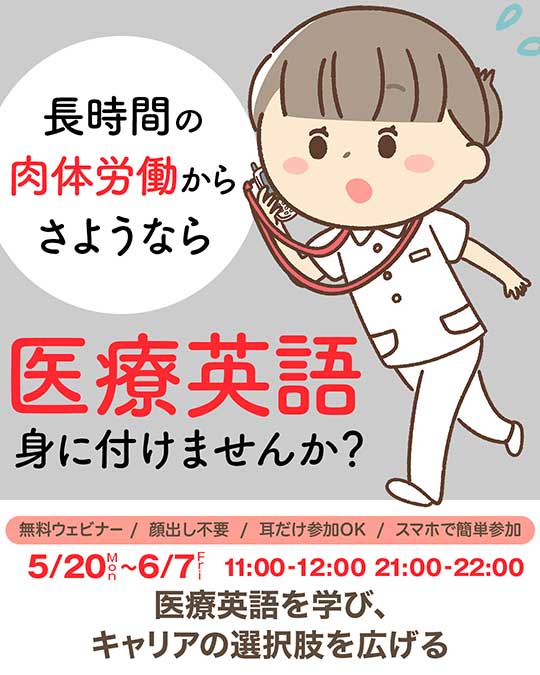 長時間の
肉体労働から
さようなら
医療英語
身に付けませんか?
無料ウェビナー / 顔出し不要 / 耳だけ参加OK / スマホで簡単参加
5/20Mon〜6/7Fri 11:00-12:00 21:00-22:00
医療英語を学び、
キャリアの選択肢を広げる